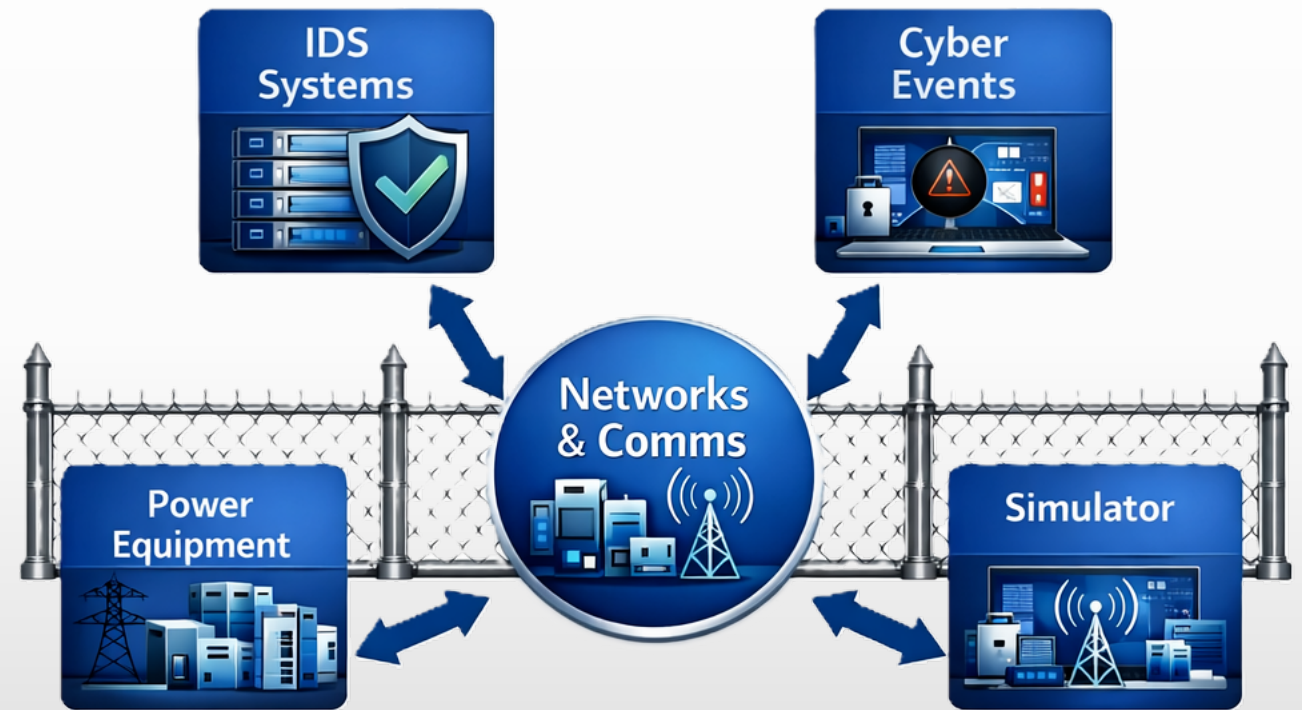 IDS
Systems
Cyber
Events
Networks
& Comms
Power
Equipment
Simulator